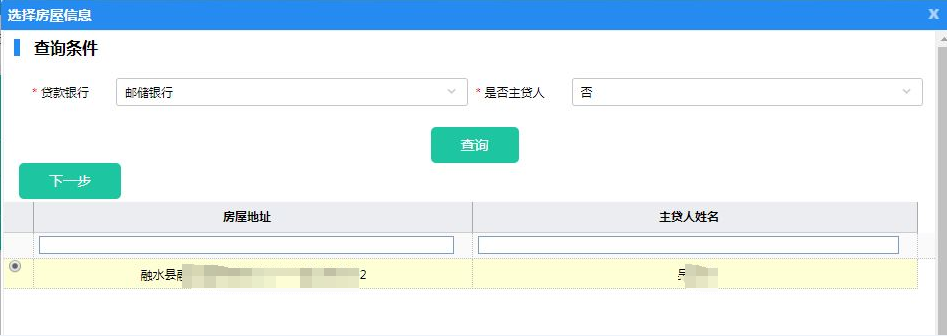 选择房屋信息
X
查询条件
* 贷款银行 邮储银行 * 是否主贷人 否
查询
下一步
房屋地址 主贷人姓名
融水县 2